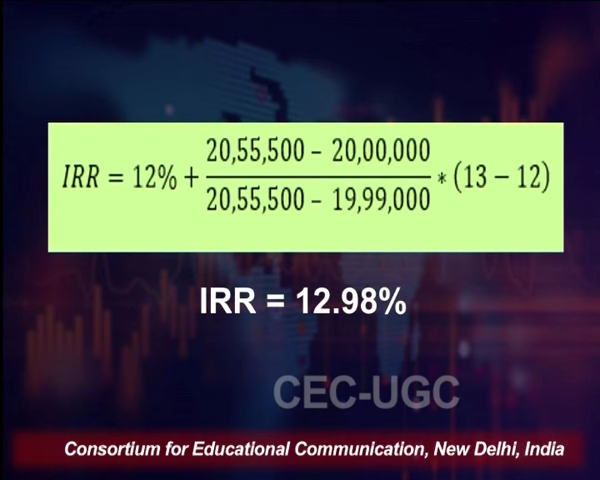 IRR = 12% + \frac{20,55,500 – 20,00,000}{20,55,500 – 19,99,000} * (13 – 12)
IRR = 12.98%
CEC-UGC
Consortium for Educational Communication, New Delhi, India